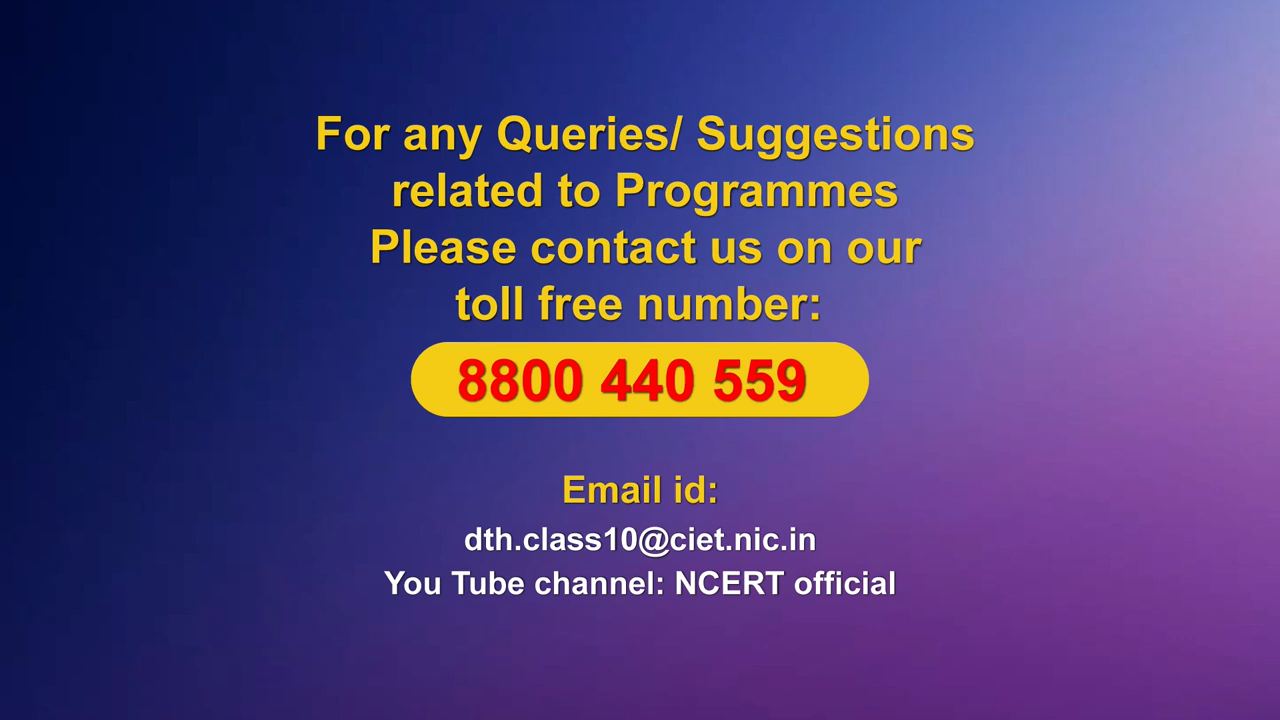 For any Queries/ Suggestions
related to Programmes
Please contact us on our
toll free number:
8800 440 559
Email id:
dth.class10@ciet.nic.in
You Tube channel: NCERT official